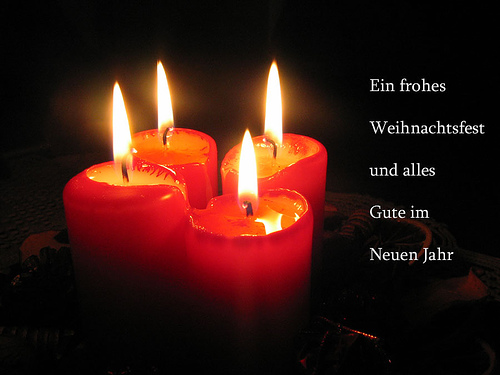 Ein frohes
Weihnachtsfest
und alles
Gute im
Neuen Jahr